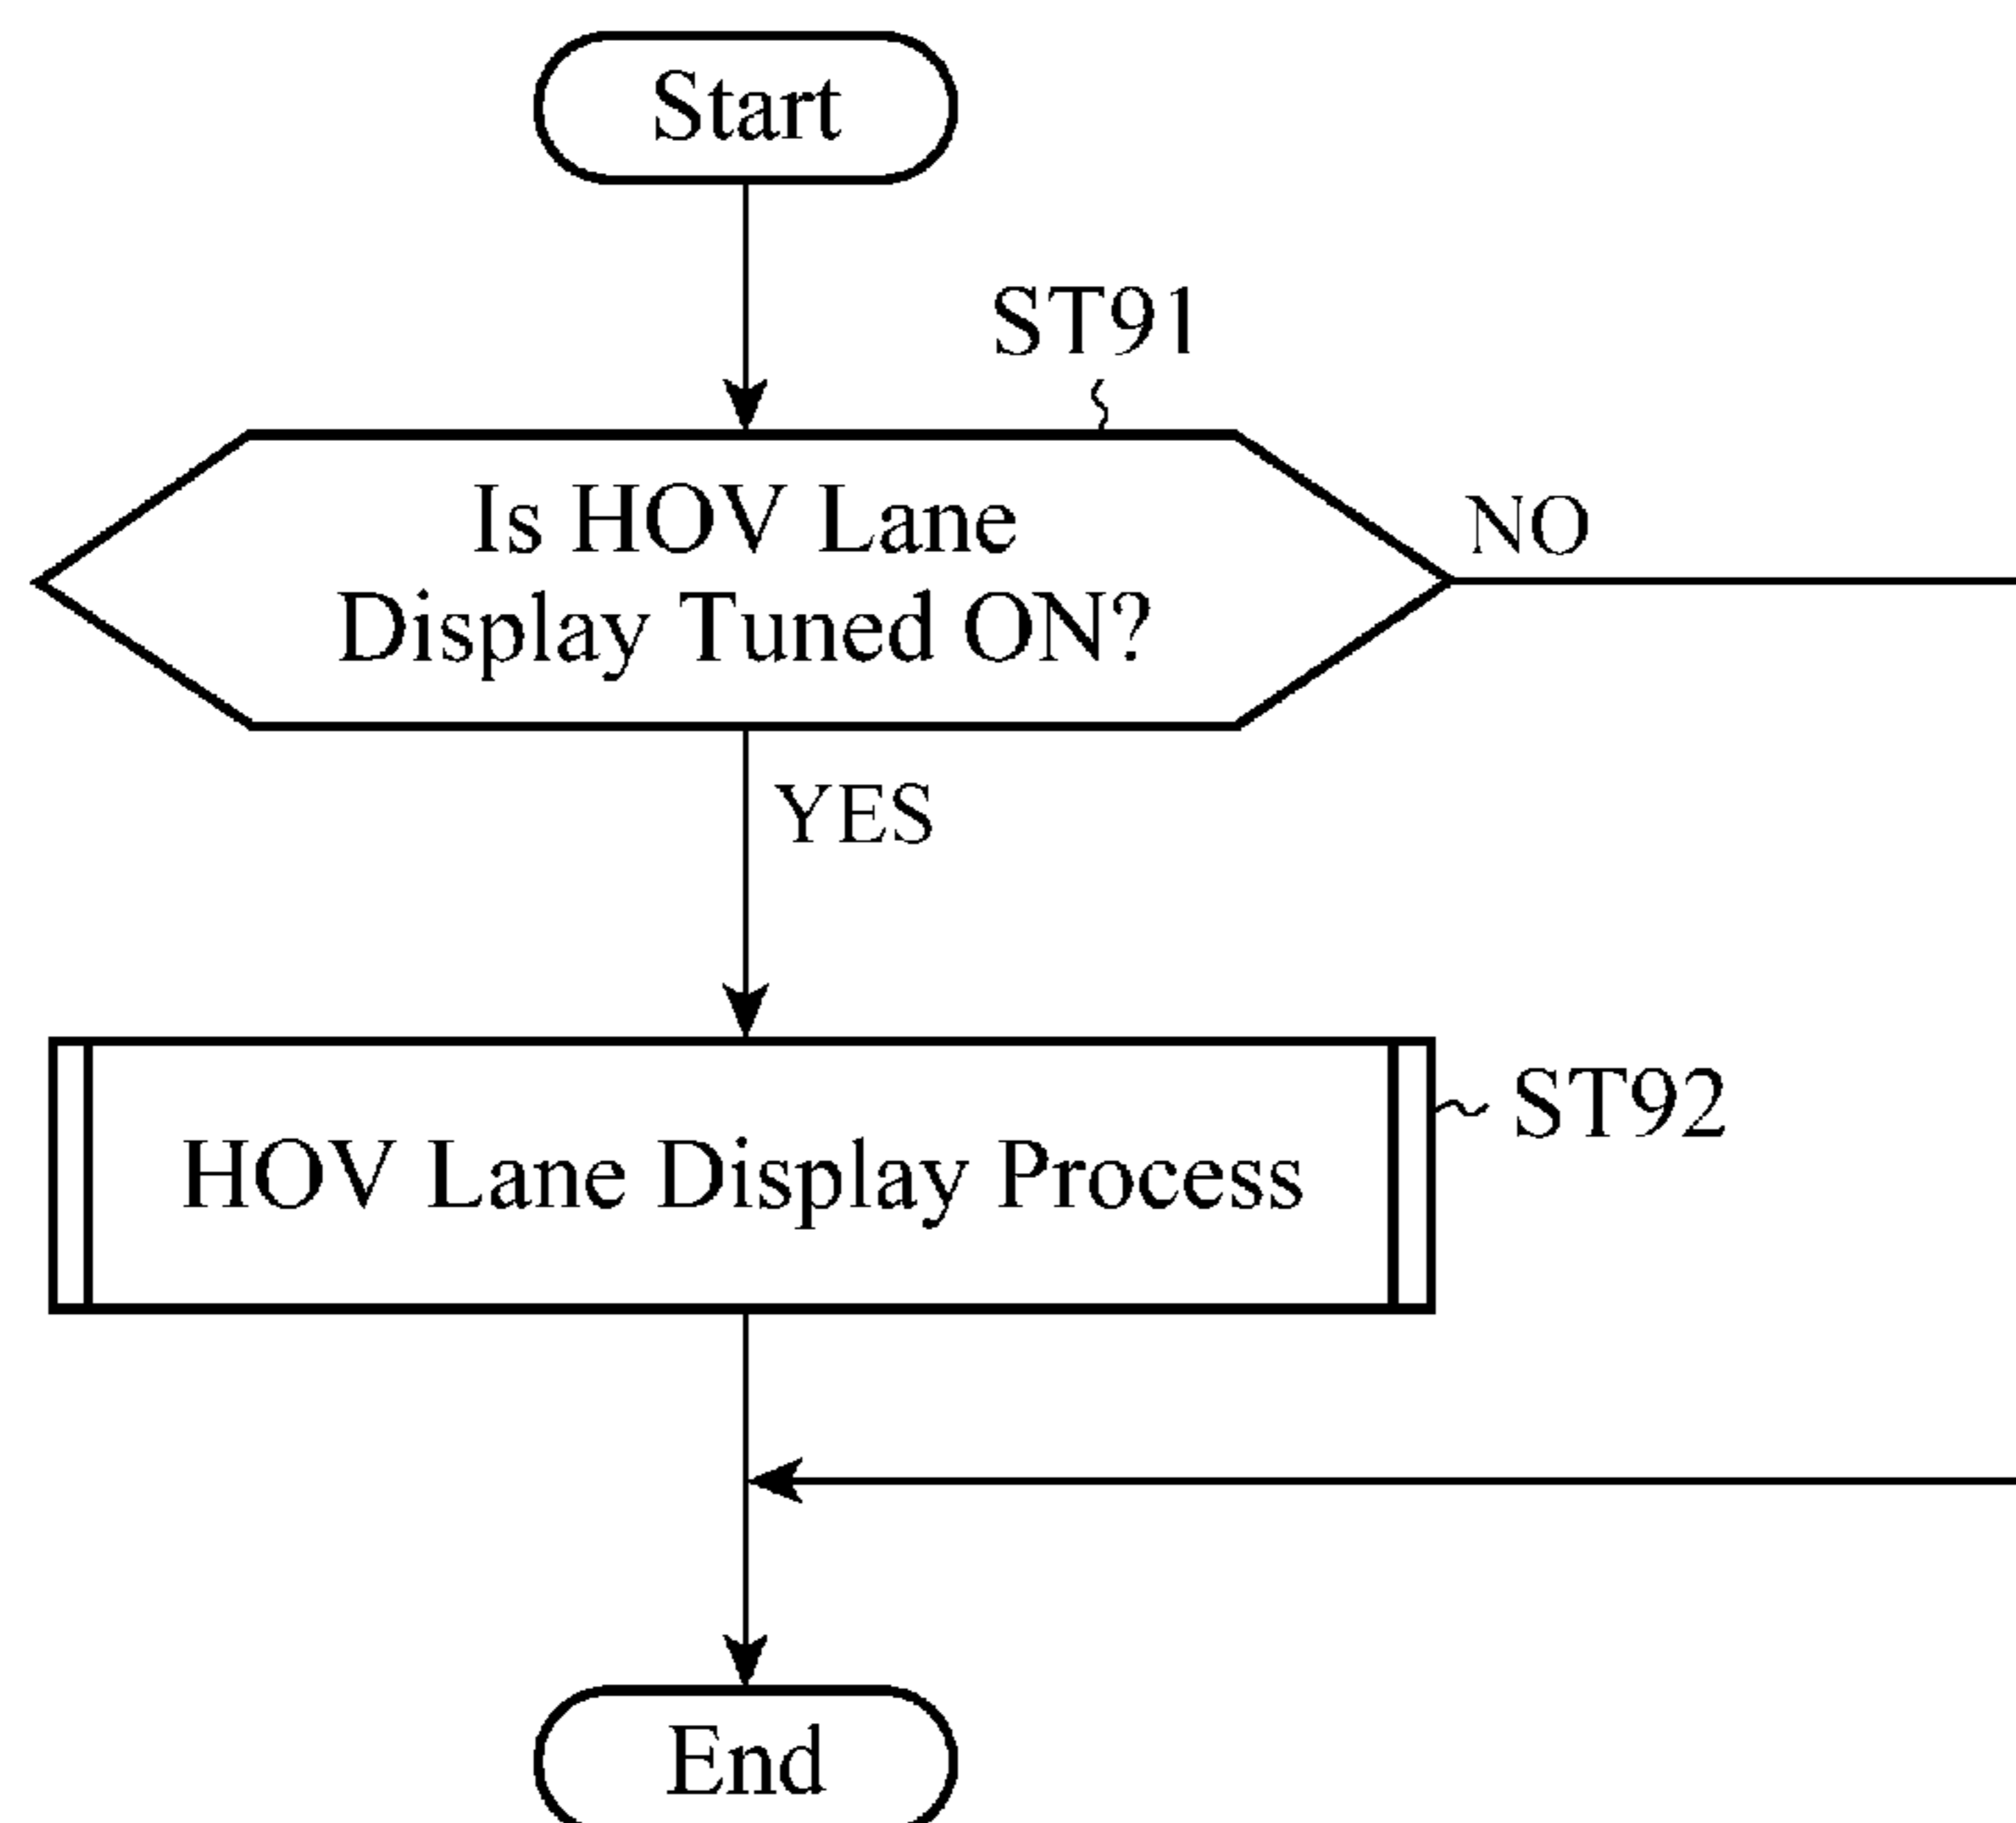 Start
ST91
Is HOV Lane
Display Tuned ON?
NO
YES
ST92
HOV Lane Display Process
End